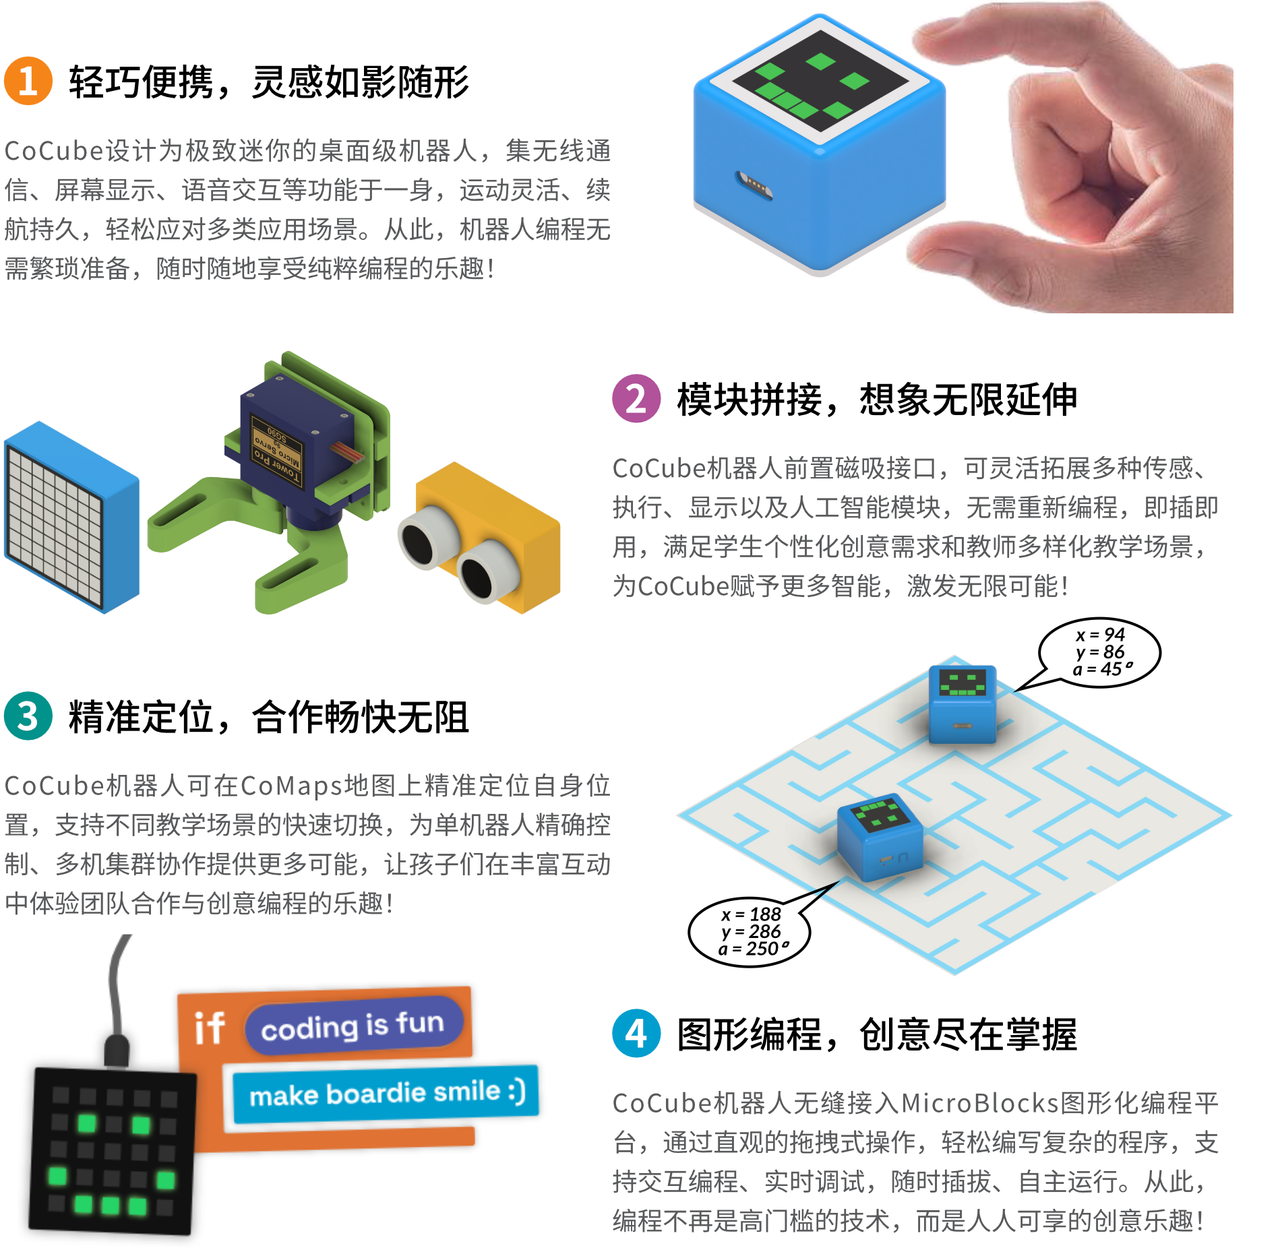 1 轻巧便携，灵感如影随形
CoCube设计为极致迷你的桌面级机器人，集无线通
信、屏幕显示、语音交互等功能于一身，运动灵活、续
航持久，轻松应对多类应用场景。从此，机器人编程无
需繁琐准备，随时随地享受纯粹编程的乐趣！
Tower Pro
Micro Servo
9g
SG90
2 模块拼接，想象无限延伸
CoCube机器人前置磁吸接口，可灵活拓展多种传感、
执行、显示以及人工智能模块，无需重新编程，即插即
用，满足学生个性化创意需求和教师多样化教学场景，
为CoCube赋予更多智能，激发无限可能！
3 精准定位，合作畅快无阻
CoCube机器人可在CoMaps地图上精准定位自身位
置，支持不同教学场景的快速切换，为单机器人精确控
制、多机集群协作提供更多可能，让孩子们在丰富互动
中体验团队合作与创意编程的乐趣！
x = 94
y = 86
a = 45°
x = 188
y = 286
a = 250°
if coding is fun
make boardie smile :)
4 图形编程，创意尽在掌握
CoCube机器人无缝接入MicroBlocks图形化编程平
台，通过直观的拖拽式操作，轻松编写复杂的程序，支
持交互编程、实时调试，随时插拔、自主运行。从此，
编程不再是高门槛的技术，而是人人可享的创意乐趣！